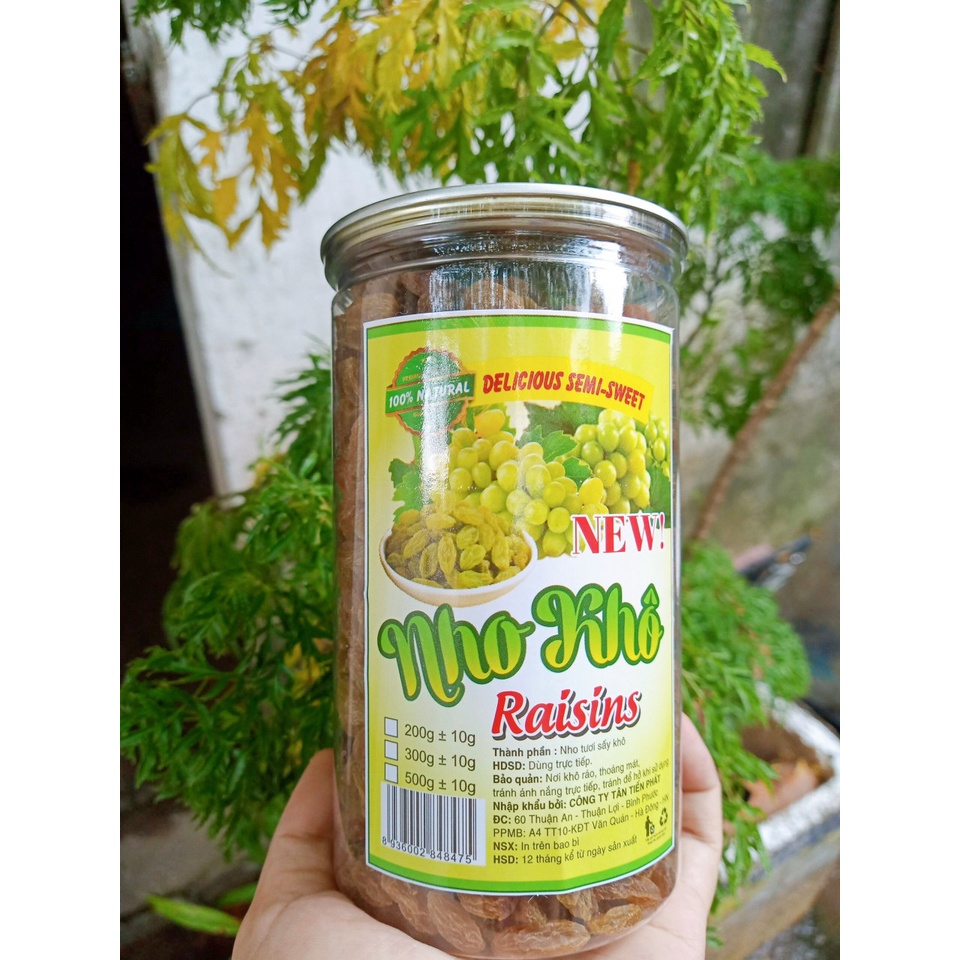 100% NATURAL
DELICIOUS SEMI-SWEET
NEW!
Nho Khô
Raisins
200g ± 10g
300g ± 10g
500g ± 10g
Thành phần : Nho tươi sấy khô
HDSD: Dùng trực tiếp.
Bảo quản: Nơi khô ráo, thoáng mát,
tránh ánh nắng trực tiếp, tránh để hở khi sử dụng
Nhập khẩu bởi: CÔNG TY TÂN TIẾN PHÁT
ĐC: 60 Thuận An - Thuận Lợi - Bình Phước
PPMB: A4 TT10-KĐT Văn Quán - Hà Đông - HN
NSX: In trên bao bì
HSD: 12 tháng kể từ ngày sản xuất
8 936002 848475